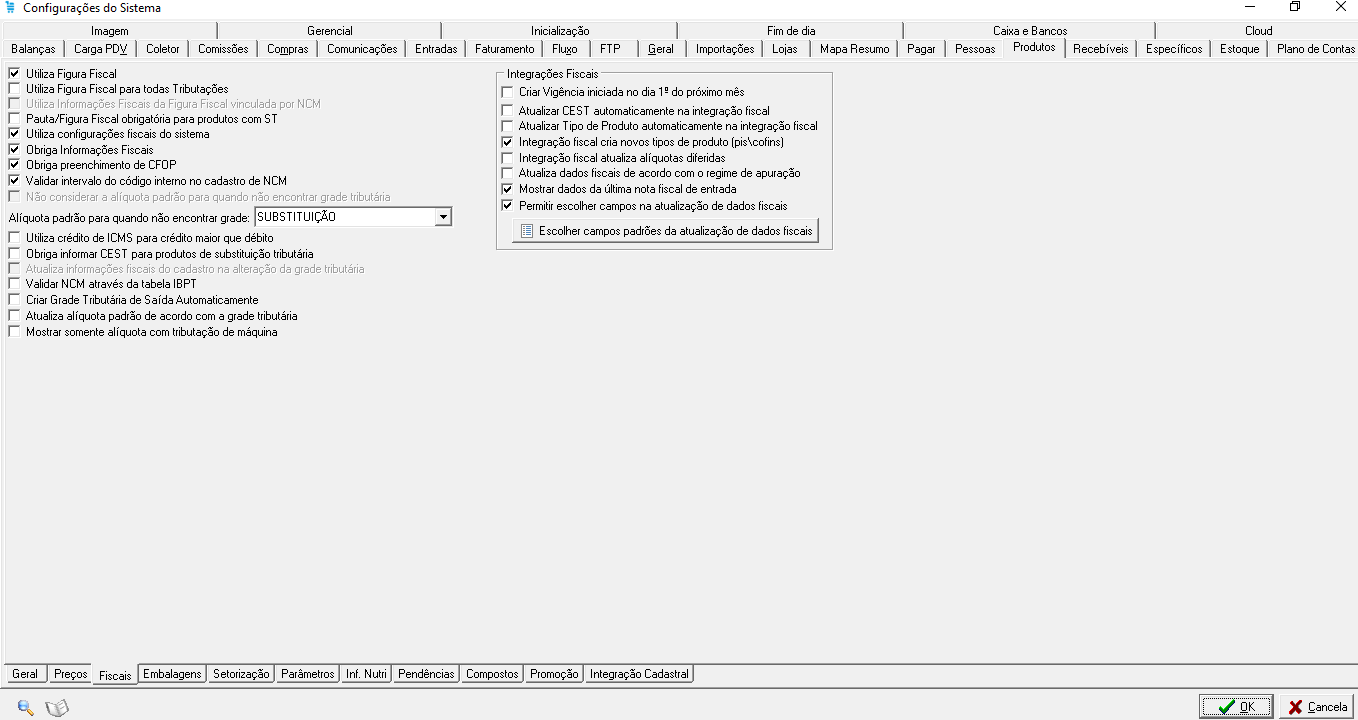 Configurações do Sistema
Imagem Gerencial Inicialização Fim de dia Caixa e Bancos Cloud
Balanças Carga PDV Coletor Comissões Compras Comunicações Entradas Faturamento Fluxo FTP Geral Importações Lojas Mapa Resumo Pagar Pessoas Produtos Recebíveis Específicos Estoque Plano de Contas
Utiliza Figura Fiscal
Utiliza Figura Fiscal para todas Tributações
Utiliza Informações Fiscais da Figura Fiscal vinculada por NCM
Pauta/Figura Fiscal obrigatória para produtos com ST
Utiliza configurações fiscais do sistema
Obriga Informações Fiscais
Obriga preenchimento de CFOP
Validar intervalo do código interno no cadastro de NCM
Não considerar a alíquota padrão para quando não encontrar grade tributária
Alíquota padrão para quando não encontrar grade: SUBSTITUIÇÃO
Utiliza crédito de ICMS para crédito maior que débito
Obriga informar CEST para produtos de substituição tributária
Atualiza informações fiscais do cadastro na alteração da grade tributária
Validar NCM através da tabela IBPT
Criar Grade Tributária de Saída Automaticamente
Atualiza alíquota padrão de acordo com a grade tributária
Mostrar somente alíquota com tributação de máquina
Integrações Fiscais
Criar Vigência iniciada no dia 1º do próximo mês
Atualizar CEST automaticamente na integração fiscal
Atualizar Tipo de Produto automaticamente na integração fiscal
Integração fiscal cria novos tipos de produto (pis\cofins)
Integração fiscal atualiza alíquotas diferidas
Atualiza dados fiscais de acordo com o regime de apuração
Mostrar dados da última nota fiscal de entrada
Permitir escolher campos na atualização de dados fiscais
Escolher campos padrões da atualização de dados fiscais
Geral Preços Fiscais Embalagens Setorização Parâmetros Inf. Nutri Pendências Compostos Promoção Integração Cadastral
OK Cancela